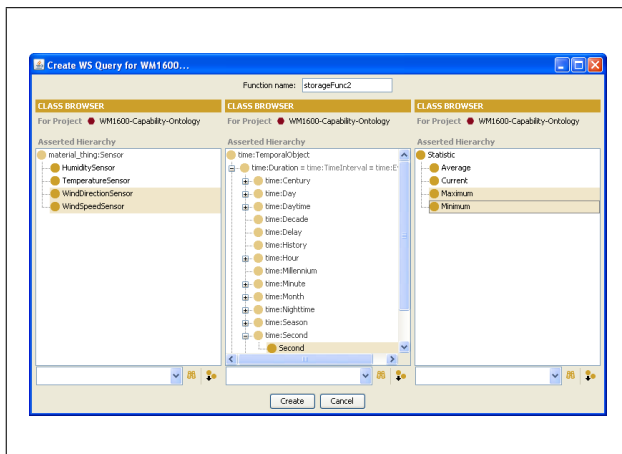 Create WS Query for WM1600...
Function name: storageFunc2
CLASS BROWSER
For Project WM1600-Capability-Ontology
Asserted Hierarchy
material_thing:Sensor
HumiditySensor
TemperatureSensor
WindDirectionSensor
WindSpeedSensor
CLASS BROWSER
For Project WM1600-Capability-Ontology
Asserted Hierarchy
time:TemporalObject
time:Duration = time:TimeInterval = time:E
time:Century
time:Day
time:Daytime
time:Decade
time:Delay
time:History
time:Hour
time:Millennium
time:Minute
time:Month
time:Nighttime
time:Season
time:Second
Second
CLASS BROWSER
For Project WM1600-Capability-Ontology
Asserted Hierarchy
Statistic
Average
Current
Maximum
Minimum
Create Cancel